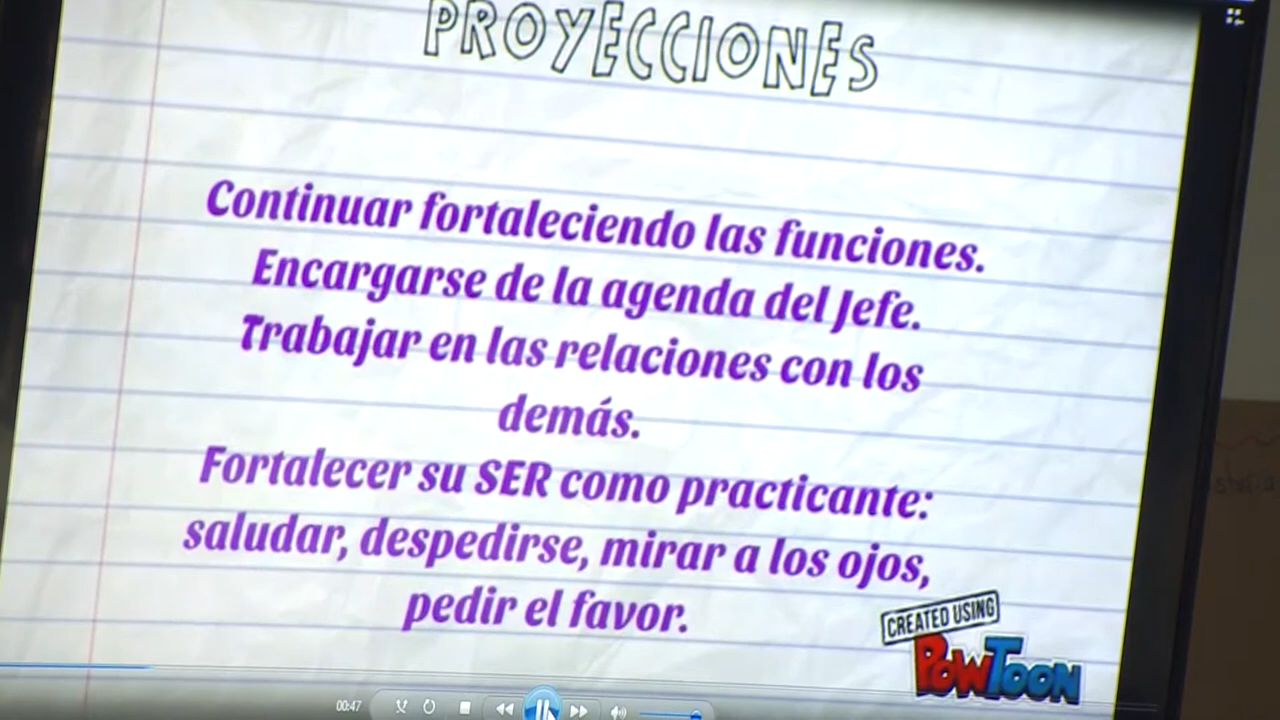 PROYECCIONES
Continuar fortaleciendo las funciones.
Encargarse de la agenda del Jefe.
Trabajar en las relaciones con los
demás.
Fortalecer su SER como practicante:
saludar, despedirse, mirar a los ojos,
pedir el favor.
CREATED USING
POWTOON
00:47